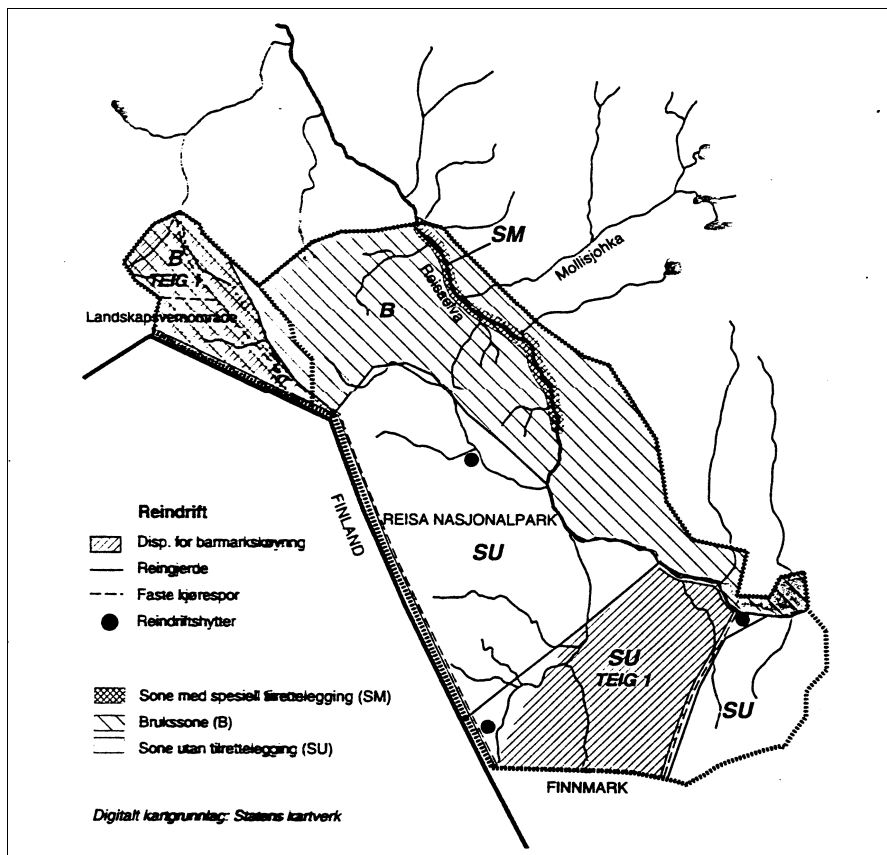 SM
Mollisjohka
B
TEIG 1
Reisaelva
B
Landskapsvernområde
FINLAND
REISA NASJONALPARK
SU
SU
TEIG 1
SU
FINNMARK
Reindrift
Disp. for barmarkskøyring
Reingjerde
Faste kjørespor
Reindriftshytter
Sone med spesiell tilrettelegging (SM)
Brukssone (B)
Sone utan tilrettelegging (SU)
Digitalt kartgrunnlag: Statens kartverk